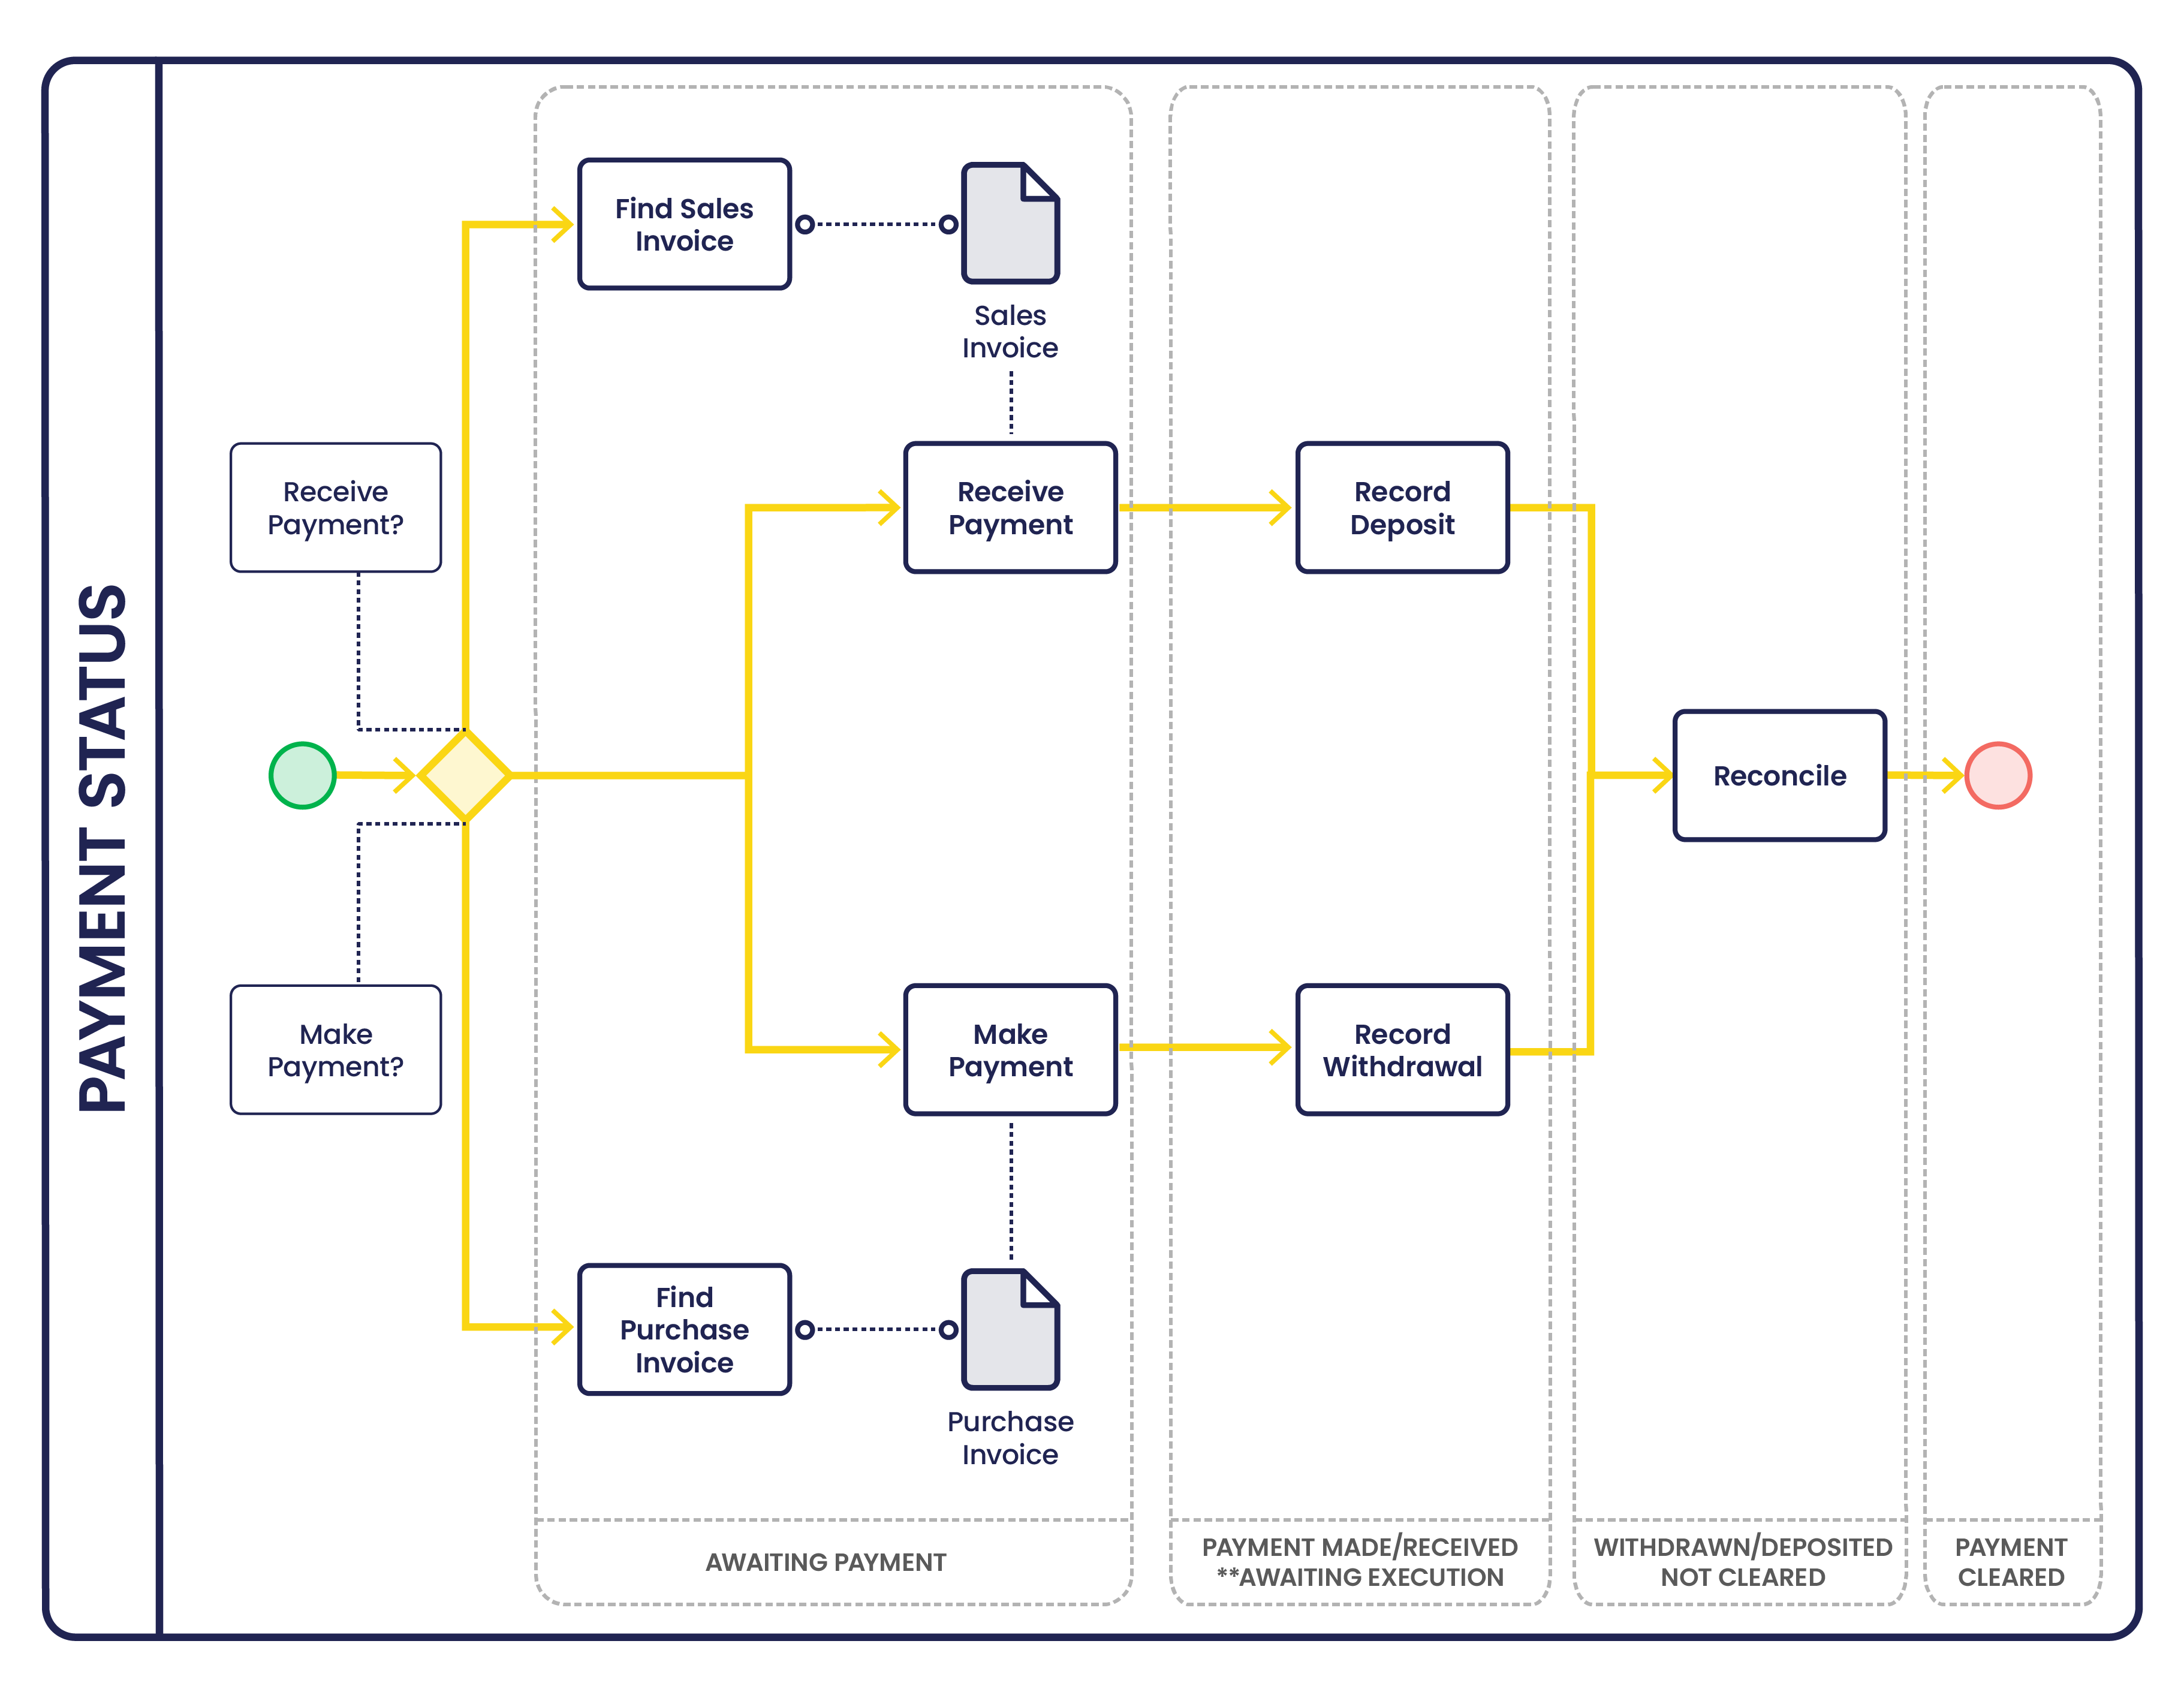 PAYMENT STATUS
Receive
Payment?
Make
Payment?
Find Sales
Invoice
Sales
Invoice
Receive
Payment
Record
Deposit
Reconcile
Make
Payment
Record
Withdrawal
Find
Purchase
Invoice
Purchase
Invoice
AWAITING PAYMENT
PAYMENT MADE/RECEIVED
**AWAITING EXECUTION
WITHDRAWN/DEPOSITED
NOT CLEARED
PAYMENT
CLEARED